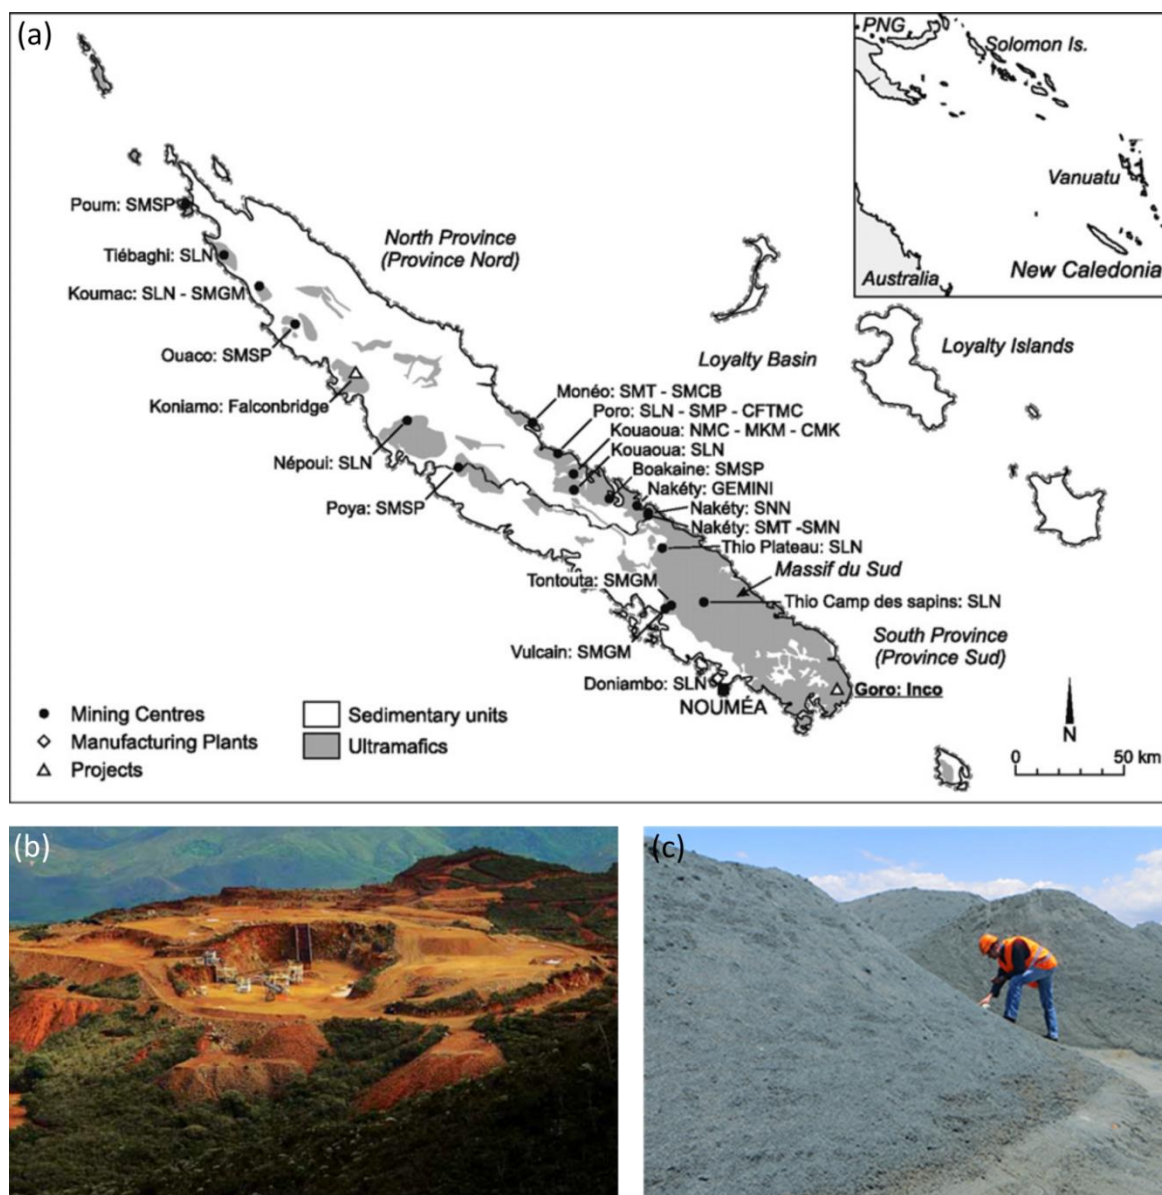 (a)
PNG
Solomon Is.
Vanuatu
New Caledonia
Australia
North Province
(Province Nord)
Poum: SMSP
Tiébaghi: SLN
Koumac: SLN - SMGM
Ouaco: SMSP
Koniamo: Falconbridge
Népoui: SLN
Poya: SMSP
Loyalty Basin
Loyalty Islands
Monéo: SMT - SMCB
Poro: SLN - SMP - CFTMC
Kouaoua: NMC - MKM - CMK
Kouaoua: SLN
Boakaine: SMSP
Nakéty: GEMINI
Nakéty: SNN
Nakéty: SMT -SMN
Thio Plateau: SLN
Massif du Sud
Tontouta: SMGM
Thio Camp des sapins: SLN
Vulcain: SMGM
South Province
(Province Sud)
Doniambo: SLN
NOUMÉA
Goro: Inco
Mining Centres
Manufacturing Plants
Projects
Sedimentary units
Ultramafics
N
0 50 km
(b)
(c)